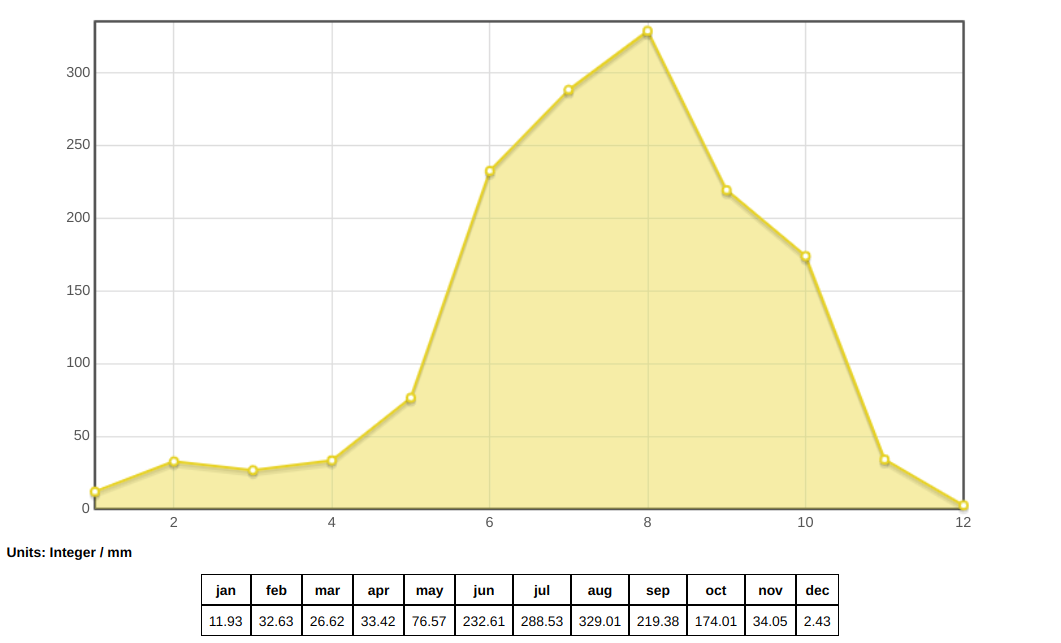 300
250
200
150
100
50
0
2 4 6 8 10 12
Units: Integer / mm
jan feb mar apr may jun jul aug sep oct nov dec
11.93 32.63 26.62 33.42 76.57 232.61 288.53 329.01 219.38 174.01 34.05 2.43